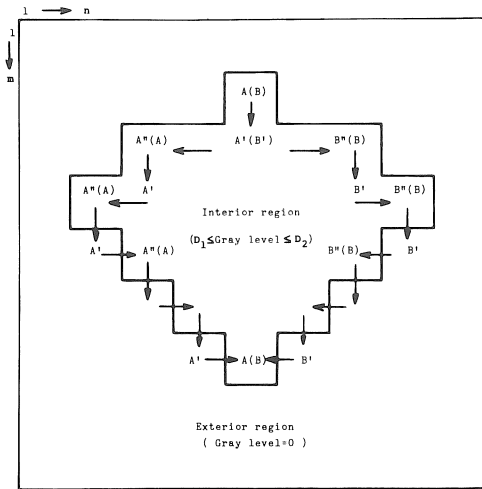 1 n
1
m
A(B)
A"(A) A'(B') B"(B)
A"(A) A' B' B"(B)
Interior region
A' A"(A) (D1≤Gray level≤D2) B"(B) B'
A' A(B) B'
Exterior region
( Gray level=0 )